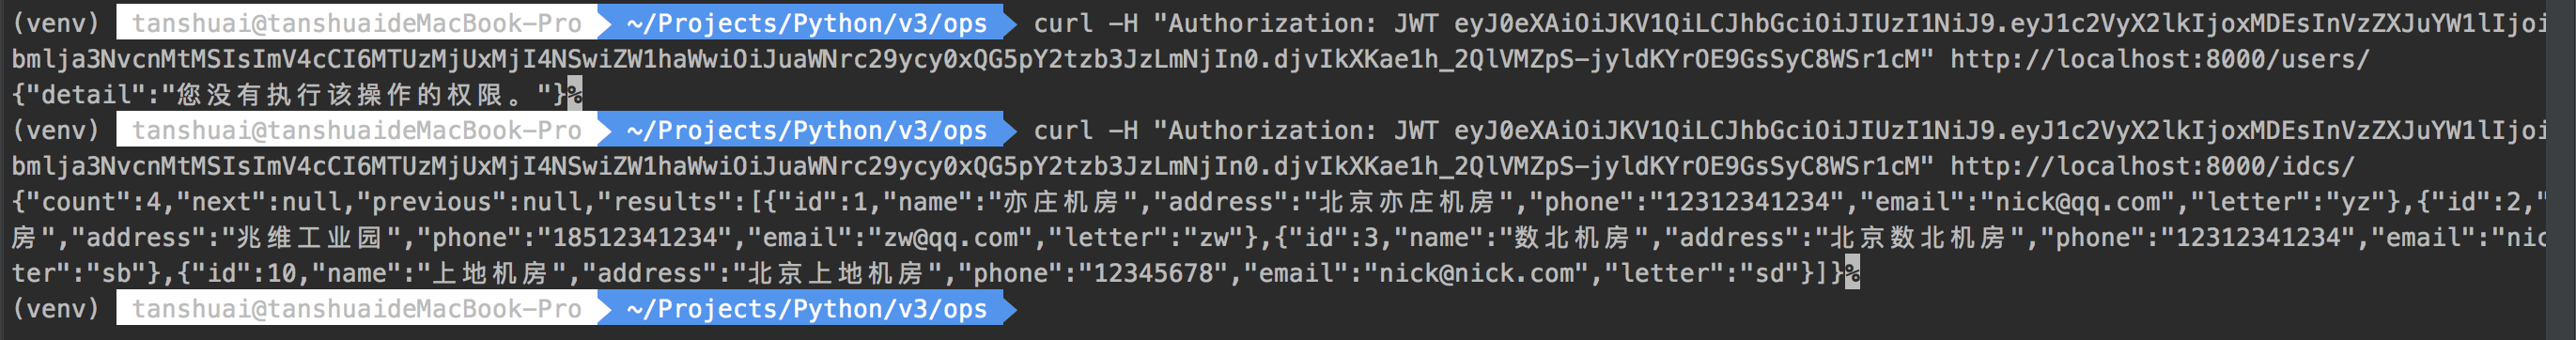 (venv) tanshuai@tanshuaideMacBook-Pro ~/Projects/Python/v3/ops curl -H "Authorization: JWT eyJ0eXAiOiJKV1QiLCJhbGciOiJIUzI1NiJ9.eyJ1c2VyX2lkIjoxMDEsInVzZXJuYW1lIjoi
bmlja3NvcnMtMSIsImV4cCI6MTUzMjUxMjI4NSwiZW1haWwiOiJuaWNrc29ycy0xQG5pY2tzb3JzLmNjIn0.djvIkXKae1h_2QlVMZpS-jyldKYrOE9GsSyC8WSr1cM" http://localhost:8000/users/
{"detail":"您没有执行该操作的权限。"}%
(venv) tanshuai@tanshuaideMacBook-Pro ~/Projects/Python/v3/ops curl -H "Authorization: JWT eyJ0eXAiOiJKV1QiLCJhbGciOiJIUzI1NiJ9.eyJ1c2VyX2lkIjoxMDEsInVzZXJuYW1lIjoi
bmlja3NvcnMtMSIsImV4cCI6MTUzMjUxMjI4NSwiZW1haWwiOiJuaWNrc29ycy0xQG5pY2tzb3JzLmNjIn0.djvIkXKae1h_2QlVMZpS-jyldKYrOE9GsSyC8WSr1cM" http://localhost:8000/idcs/
{"count":4,"next":null,"previous":null,"results":[{"id":1,"name":"亦庄机房","address":"北京亦庄机房","phone":"12312341234","email":"nick@qq.com","letter":"yz"},{"id":2,"
房","address":"兆维工业园","phone":"18512341234","email":"zw@qq.com","letter":"zw"},{"id":3,"name":"数北机房","address":"北京数北机房","phone":"12312341234","email":"nic
ter":"sb"},{"id":10,"name":"上地机房","address":"北京上地机房","phone":"12345678","email":"nick@nick.com","letter":"sd"}]}%
(venv) tanshuai@tanshuaideMacBook-Pro ~/Projects/Python/v3/ops